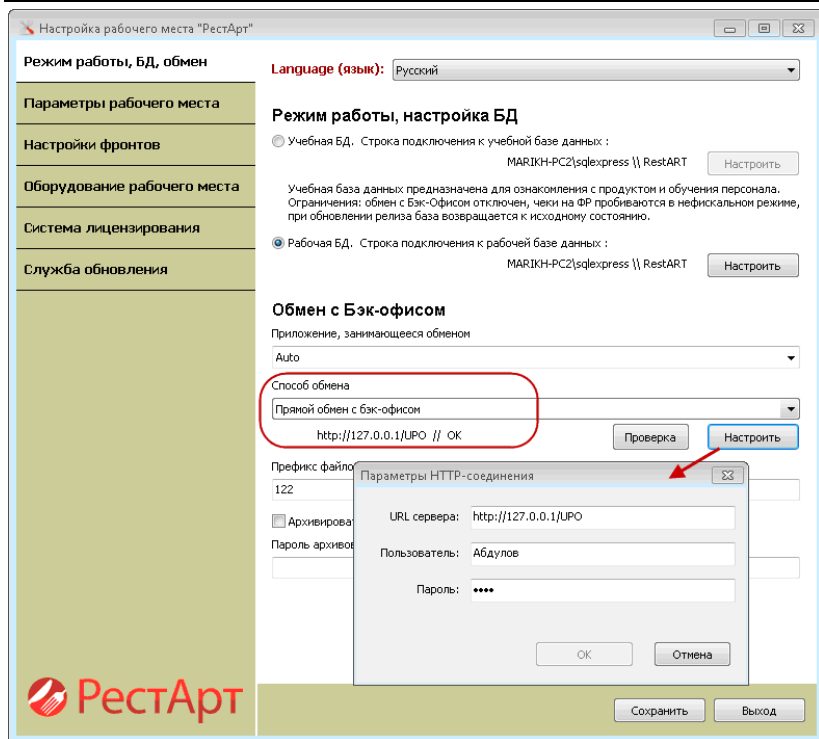 Настройка рабочего места "РестАрт"
Режим работы, БД, обмен
Параметры рабочего места
Настройки фронтов
Оборудование рабочего места
Система лицензирования
Служба обновления
Language (язык): Русский
Режим работы, настройка БД
Учебная БД. Строка подключения к учебной базе данных :
MARIKH-PC2\sqlexpress \\ RestART Настроить
Учебная база данных предназначена для ознакомления с продуктом и обучения персонала.
Ограничения: обмен с Бэк-Офисом отключен, чеки на ФР пробиваются в нефискальном режиме,
при обновлении релиза база возвращается к исходному состоянию.
Рабочая БД. Строка подключения к рабочей базе данных :
MARIKH-PC2\sqlexpress \\ RestART Настроить
Обмен с Бэк-офисом
Приложение, занимающееся обменом
Auto
Способ обмена
Прямой обмен с бэк-офисом
http://127.0.0.1/UPO // OK Проверка Настроить
Префикс файло
122
Архивироват
Пароль архивов
Параметры HTTP-соединения
URL сервера: http://127.0.0.1/UPO
Пользователь: Абдулов
Пароль: ••••
OK Отмена
РестАрт
Сохранить Выход